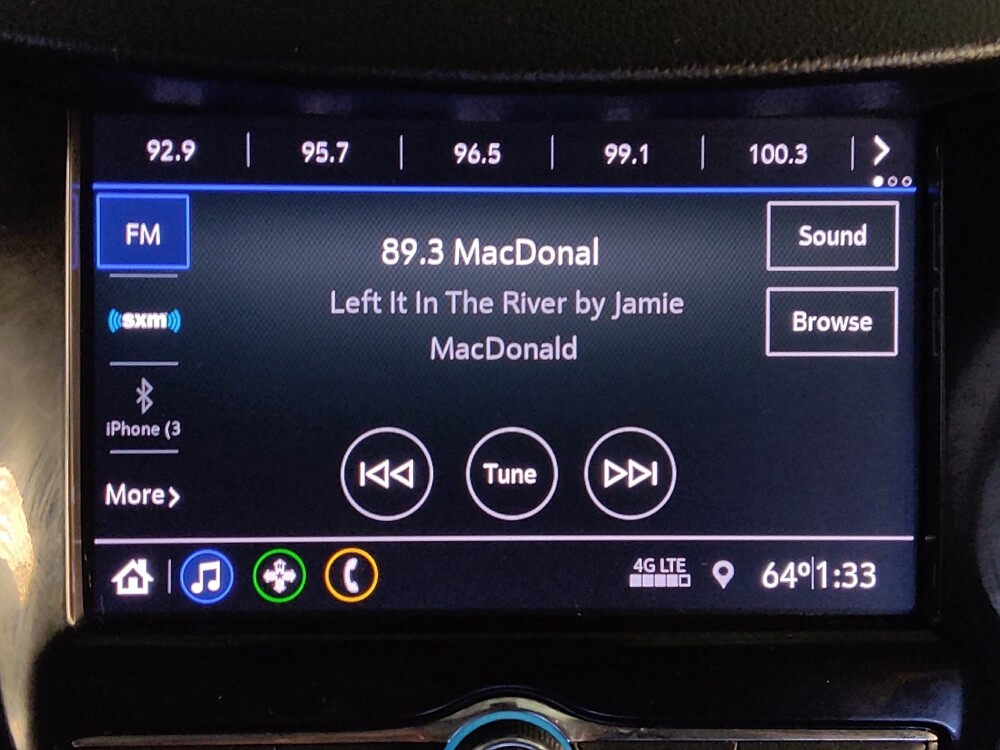 92.9 | 95.7 | 96.5 | 99.1 | 100.3 |
FM
sxm
iPhone (3
More
89.3 MacDonal
Left It In The River by Jamie
MacDonald
Sound
Browse
Tune
4G LTE
64°|1:33